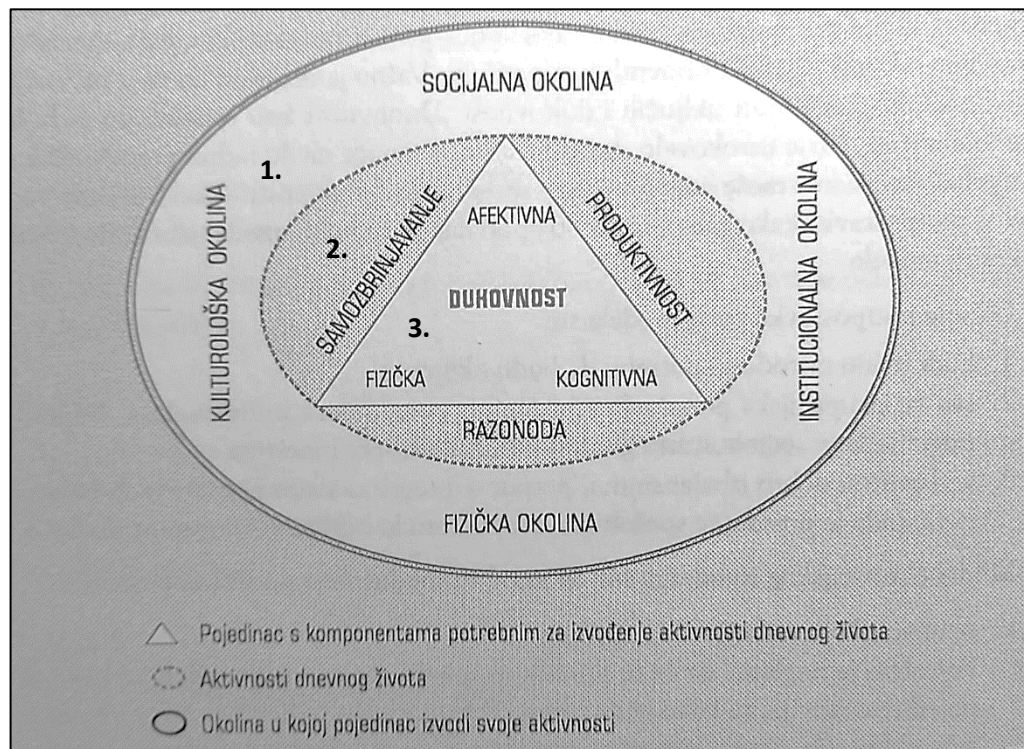 SOCIJALNA OKOLINA
1.
KULTUROLOŠKA OKOLINA
2.
SAMOZBRINJAVANJE
AFEKTIVNA
PRODUKTIVNOST
INSTITUCIONALNA OKOLINA
DUHOVNOST
3.
FIZIČKA
KOGNITIVNA
RAZONODA
FIZIČKA OKOLINA
Pojedinac s komponentama potrebnim za izvođenje aktivnosti dnevnog života
Aktivnosti dnevnog života
Okolina u kojoj pojedinac izvodi svoje aktivnosti